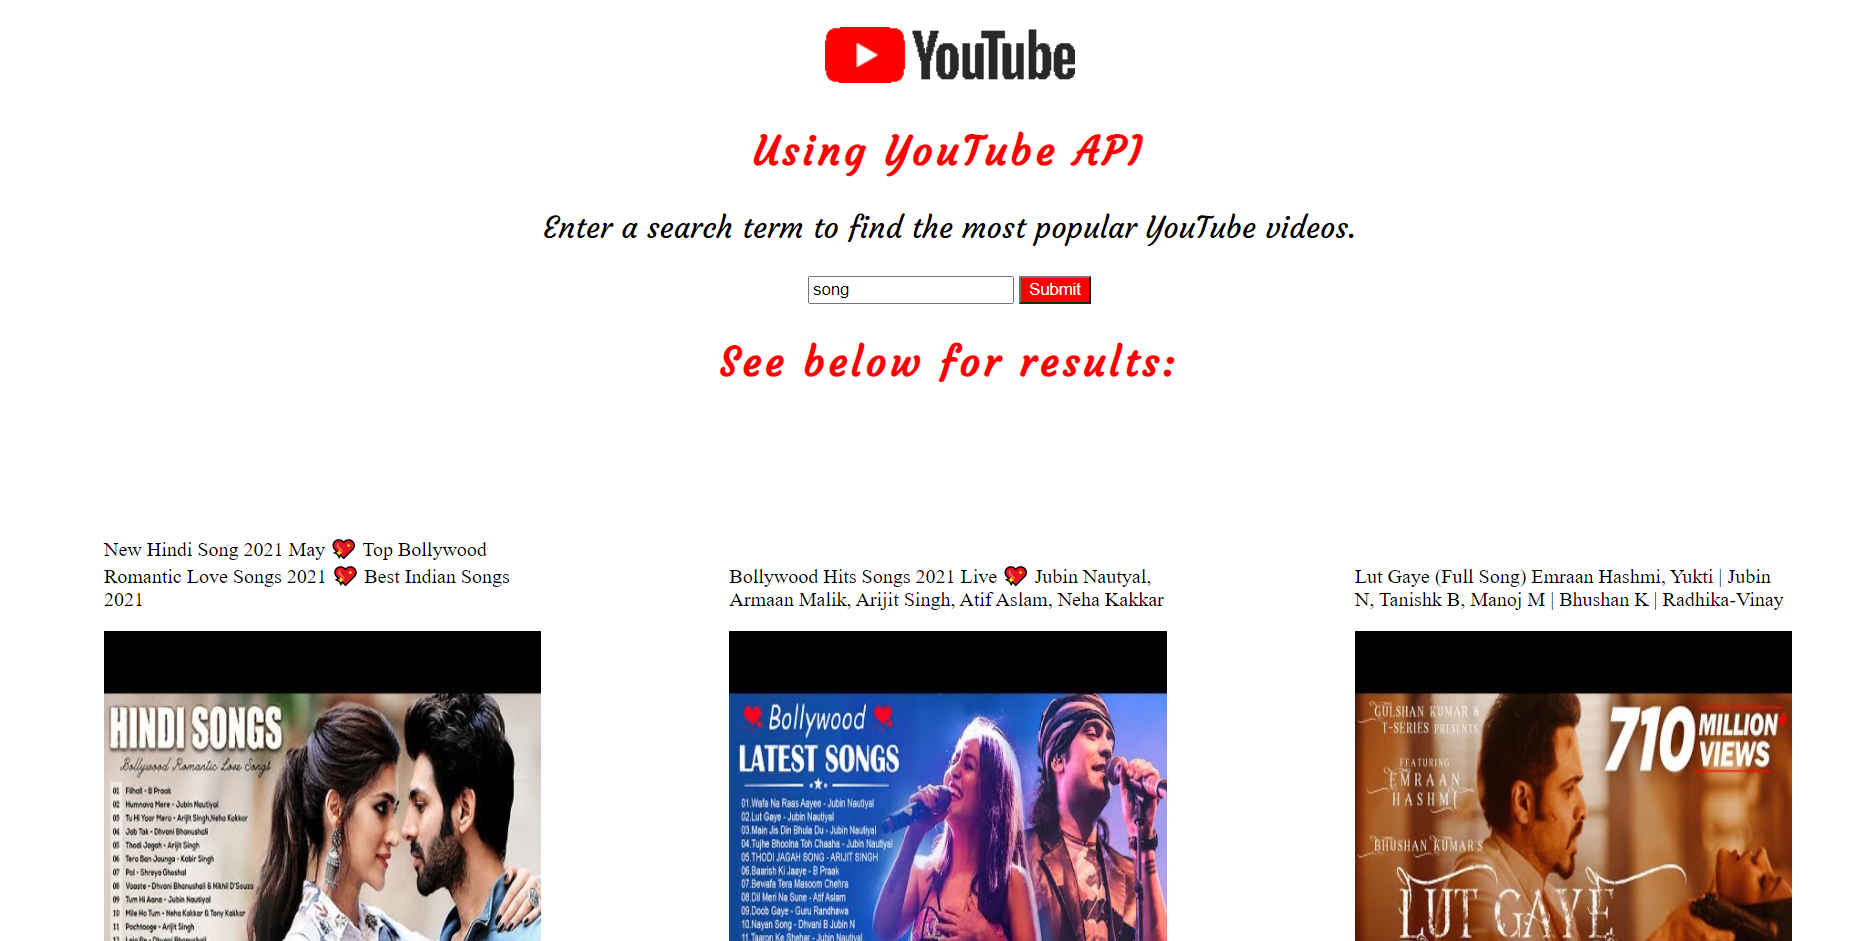 YouTube
Using YouTube API
Enter a search term to find the most popular YouTube videos.
song Submit
See below for results:
New Hindi Song 2021 May 💖 Top Bollywood
Romantic Love Songs 2021 💖 Best Indian Songs
2021
HINDI SONGS
Bollywood Romantic Love Songs
01 Filhall - B Praak
02 Humnava Mere - Jubin Nautiyal
03 Tu Hi Yaar Mera - Arijit Singh,Neha Kakkar
04 Jab Tak - Dhvani Bhanushali
05 Thodi Jagah - Arijit Singh
06 Tera Ban Jaunga - Kabir Singh
07 Pal - Shreya Ghoshal
08 Vaaste - Dhvani Bhanushali & Nikhil D'Souza
09 Tum Hi Aana - Jubin Nautiyal
10 Mile Ho Tum - Neha Kakkar & Tony Kakkar
11 Pachtaoge - Arijit Singh
Bollywood Hits Songs 2021 Live 💖 Jubin Nautyal,
Armaan Malik, Arijit Singh, Atif Aslam, Neha Kakkar
Bollywood
LATEST SONGS
01.Wafa Na Raas Aayee - Jubin Nautiyal
02.Lut Gaye - Jubin Nautiyal
03.Main Jis Din Bhula Du - Jubin Nautiyal
04.Tujhe Bhoolna Toh Chaaha - Jubin Nautiyal
05.THODI JAGAH SONG - ARIJIT SINGH
06.Baarish Ki Jaaye - B Praak
07.Bewafa Tera Masoom Chehra
08.Dil Meri Na Sune - Atif Aslam
09.Doob Gaye - Guru Randhawa
10.Nayan Song - Dhvani B Jubin N
11.Taaron Ke Shehar - Jubin Nautiyal
Lut Gaye (Full Song) Emraan Hashmi, Yukti | Jubin
N, Tanishk B, Manoj M | Bhushan K | Radhika-Vinay
GULSHAN KUMAR &
T-SERIES PRESENTS
710 MILLION+
VIEWS
FEATURING
EMRAAN
HASHMI
BHUSHAN KUMAR'S
LUT GAYE